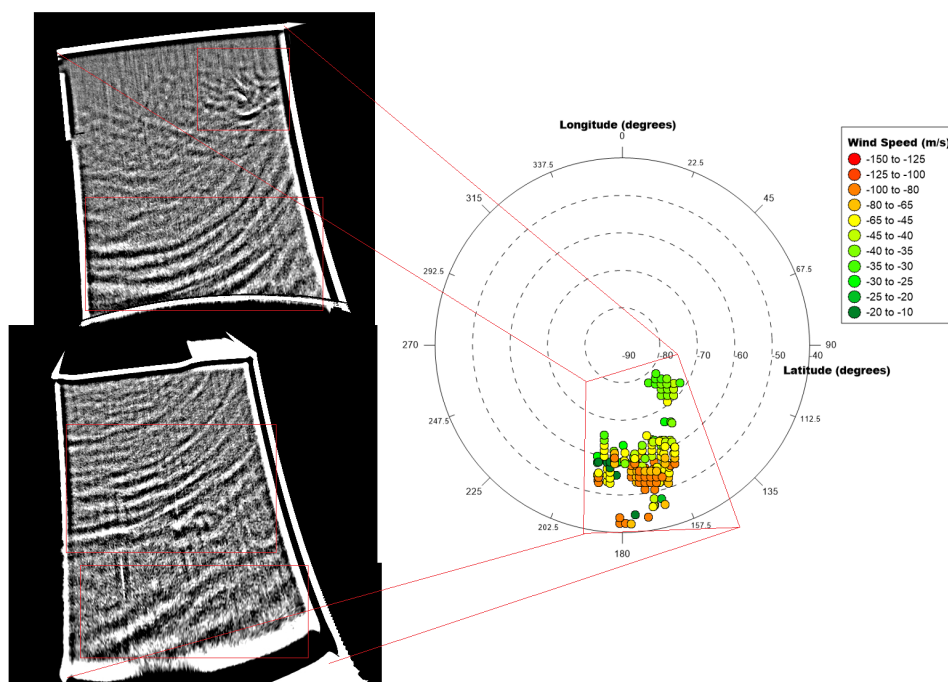 Longitude (degrees)
0
337.5
22.5
315
45
292.5
67.5
270
-90
-80
-70
-60
-50
-40
90
Latitude (degrees)
247.5
112.5
225
135
202.5
157.5
180
Wind Speed (m/s)
-150 to -125
-125 to -100
-100 to -80
-80 to -65
-65 to -45
-45 to -40
-40 to -35
-35 to -30
-30 to -25
-25 to -20
-20 to -10